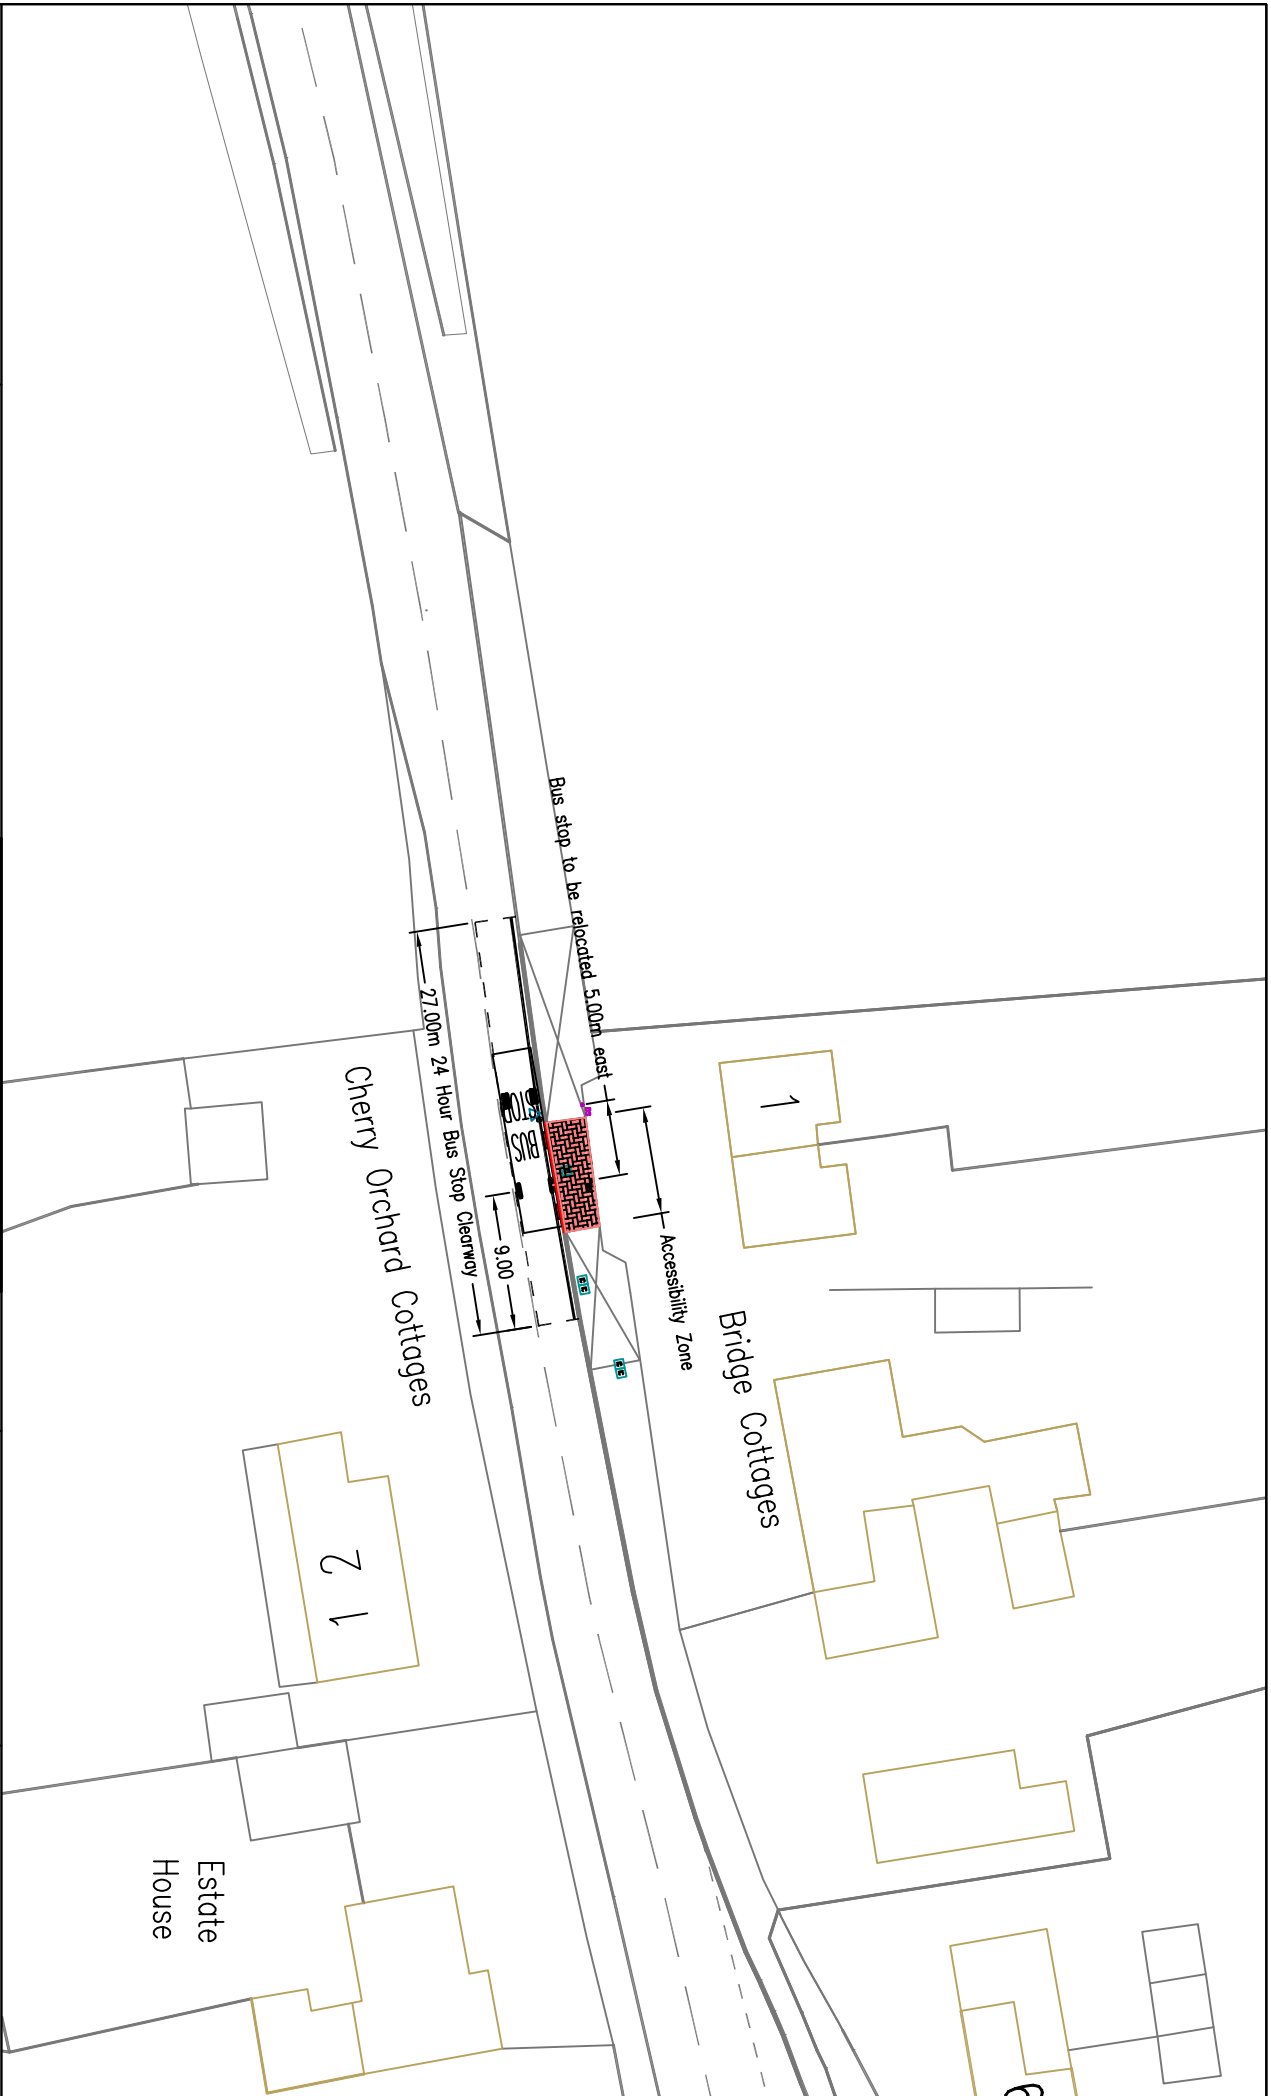 Bus stop to be relocated 5.00m east
1
Accessibility Zone
Bridge Cottages
STOP
BUS
9.00
27.00m 24 Hour Bus Stop Clearway
Cherry Orchard Cottages
2
1
Estate
House